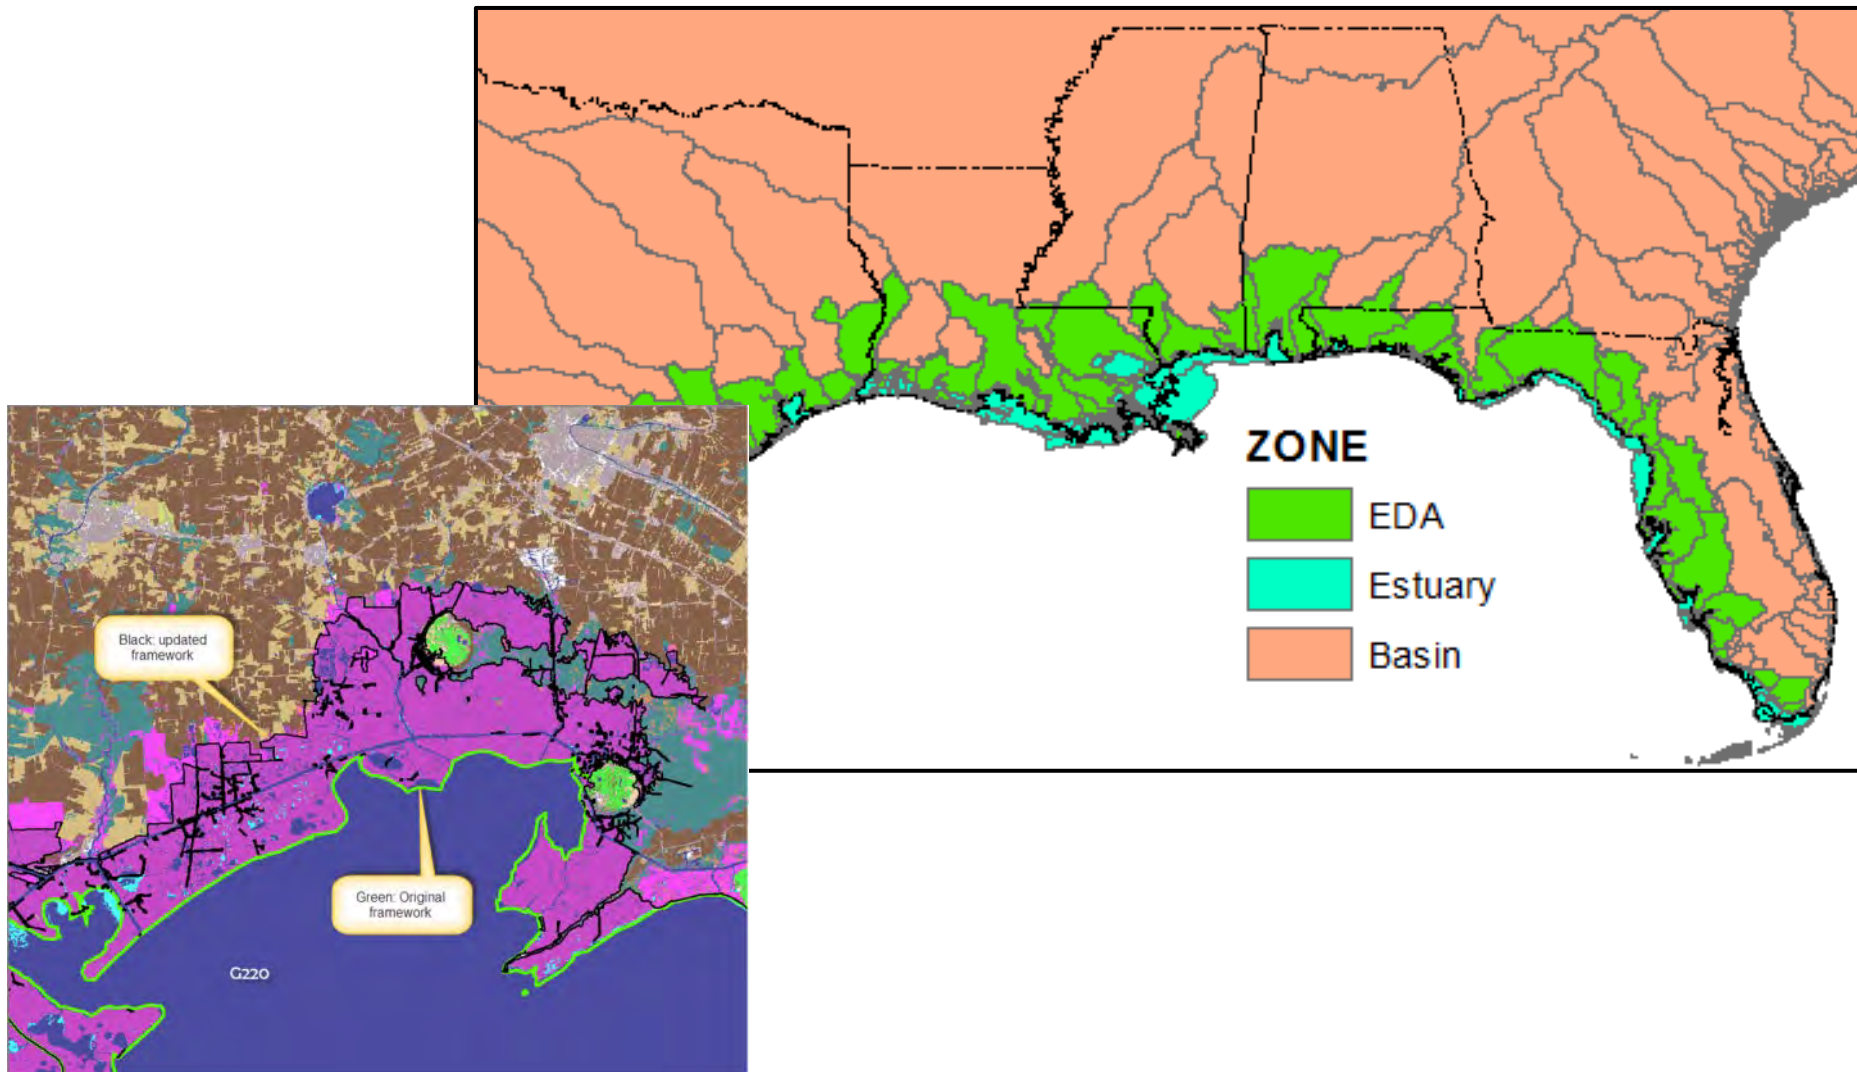 ZONE
EDA
Estuary
Basin
Black: updated
framework
Green: Original
framework
G220